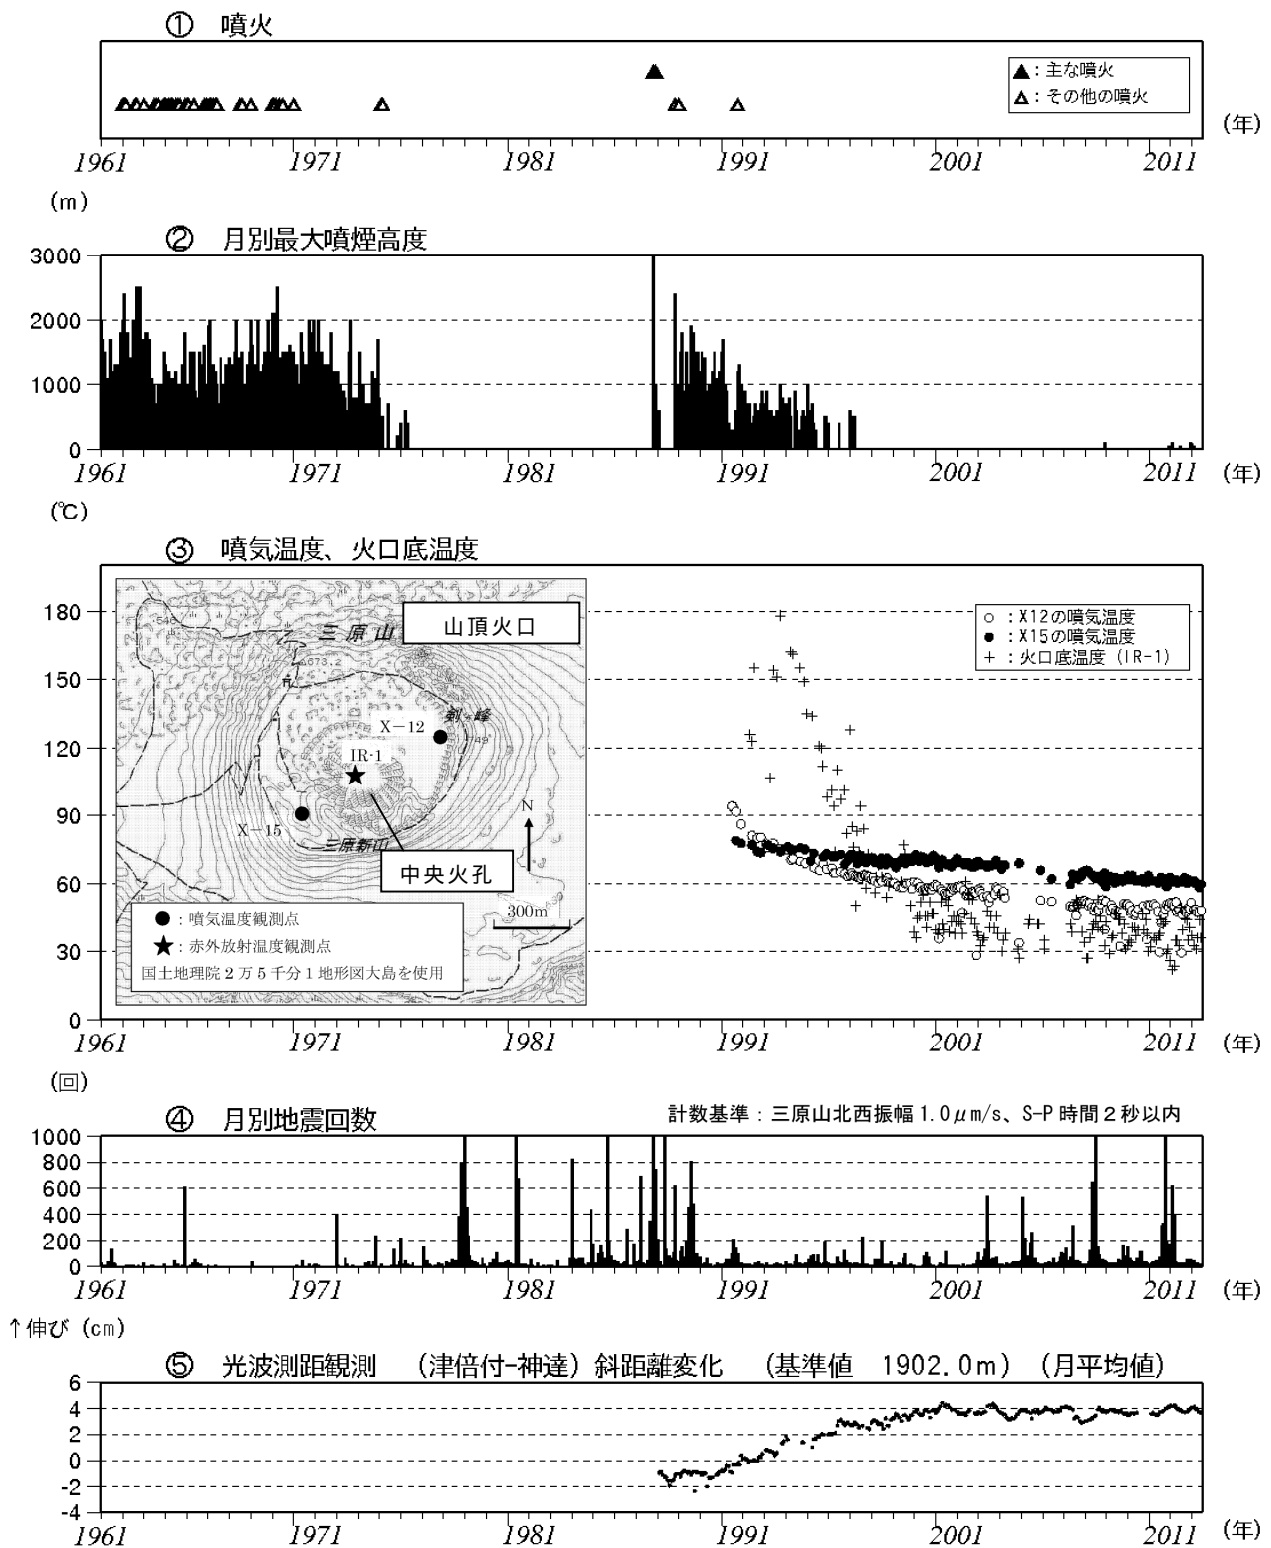 ① 噴火
▲：主な噴火
△：その他の噴火
(年)
1961 1971 1981 1991 2001 2011
(m)
② 月別最大噴煙高度
3000
2000
1000
0
1961 1971 1981 1991 2001 2011 (年)
(℃)
③ 噴気温度、火口底温度
180
150
120
90
60
30
0
山頂火口
三原山
546
673.2
剣ヶ峰
749
X－12
IR-1
X－15
三原新山
N
中央火孔
300m
●：噴気温度観測点
★：赤外放射温度観測点
国土地理院２万５千分１地形図大島を使用
○：X12の噴気温度
●：X15の噴気温度
＋：火口底温度 (IR-1)
1961 1971 1981 1991 2001 2011 (年)
(回)
④ 月別地震回数 計数基準：三原山北西振幅1.0μm/s、S-P時間２秒以内
1000
800
600
400
200
0
1961 1971 1981 1991 2001 2011 (年)
↑伸び (cm)
⑤ 光波測距観測 (津倍付-神達) 斜距離変化 (基準値 1902.0m) (月平均値)
6
4
2
0
-2
-4
1961 1971 1981 1991 2001 2011 (年)